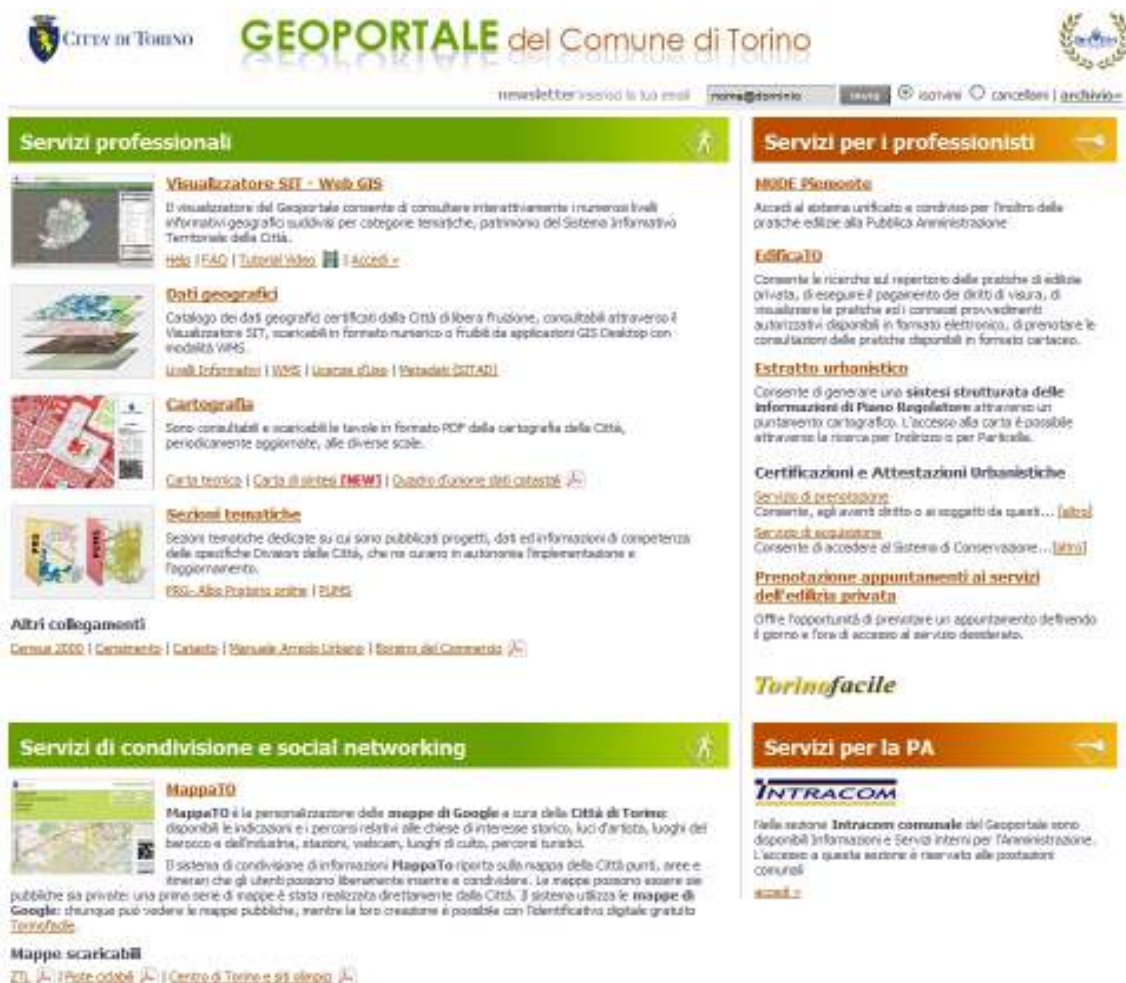 CITTA' DI TORINO
GEOPORTALE del Comune di Torino
newsletter inserisci la tua email nome@dominio invia iscrivimi cancellami | archivio»
Servizi professionali
Visualizzatore SIT - Web GIS
Il visualizzatore del Geoportale consente di consultare interattivamente i numerosi livelli
informativi geografici suddivisi per categorie tematiche, patrimonio del Sistema Informativo
Territoriale della Città.
Help | FAQ | Tutorial Video | Accedi »
Dati geografici
Catalogo dei dati geografici certificati dalla Città di libera fruizione, consultabili attraverso il
Visualizzatore SIT, scaricabili in formato numerico o fruibili da applicazioni GIS Desktop con
modalità WMS.
Livelli Informativi | WMS | Licenza d'Uso | Metadati (SITAD)
Cartografia
Sono consultabili e scaricabili le tavole in formato PDF della cartografia della Città,
periodicamente aggiornate, alle diverse scale.
Carta tecnica | Carta di sintesi [NEW] | Quadro d'unione dati catastali
PRG
PUMS
Sezioni tematiche
Sezioni tematiche dedicate su cui sono pubblicati progetti, dati ed informazioni di competenza
delle specifiche Divisioni della Città, che ne curano in autonomia l'implementazione e
l'aggiornamento.
PRG- Albo Pretorio online | PUMS
Altri collegamenti
Census 2000 | Censimento | Catasto | Manuale Arredo Urbano | del Commercio
Servizi di condivisione e social networking
MappaTO
MappaTO è la personalizzazione delle mappe di Google a cura della Città di Torino:
disponibili le indicazioni e i percorsi relativi alle chiese di interesse storico, luci d'artista, luoghi del
barocco e dell'industria, stazioni, webcam, luoghi di culto, percorsi turistici.
Il sistema di condivisione di informazioni MappaTo riporta sulla mappa della Città punti, aree e
itinerari che gli utenti possono liberamente inserire e condividere. Le mappe possono essere sia
pubbliche sia private: una prima serie di mappe è stata realizzata direttamente dalla Città. Il sistema utilizza le mappe di
Google: chiunque può vedere le mappe pubbliche, mentre la loro creazione è possibile con l'identificativo digitale gratuito
Torinofacile.
Mappe scaricabili
ZTL | Piste ciclabili | Centro di Torino e siti olimpici
Servizi per i professionisti
MUDE Piemonte
Accedi al sistema unificato e condiviso per l'inoltro delle
pratiche edilizie alla Pubblica Amministrazione
EdificaTO
Consente le ricerche sul repertorio delle pratiche di edilizia
privata, di eseguire il pagamento dei diritti di visura, di
visualizzare le pratiche ed i connessi provvedimenti
autorizzativi disponibili in formato elettronico, di prenotare le
consultazioni delle pratiche disponibili in formato cartaceo.
Estratto urbanistico
Consente di generare una sintesi strutturata delle
informazioni di Piano Regolatore attraverso un
puntamento cartografico. L'accesso alla carta è possibile
attraverso la ricerca per Indirizzo o per Particella.
Certificazioni e Attestazioni Urbanistiche
Servizio di prenotazione
Consente, agli aventi diritto o ai soggetti da questi... [altro]
Servizio di acquisizione
Consente di accedere al Sistema di Conservazione... [altro]
Prenotazione appuntamenti ai servizi
dell'edilizia privata
Offre l'opportunità di prenotare un appuntamento definendo
il giorno e l'ora di accesso al servizio desiderato.
Torinofacile
Servizi per la PA
INTRACOM
Nella sezione Intracom comunale del Geoportale sono
disponibili Informazioni e Servizi interni per l'Amministrazione.
L'accesso a questa sezione è riservato alle postazioni
comunali
accedi »